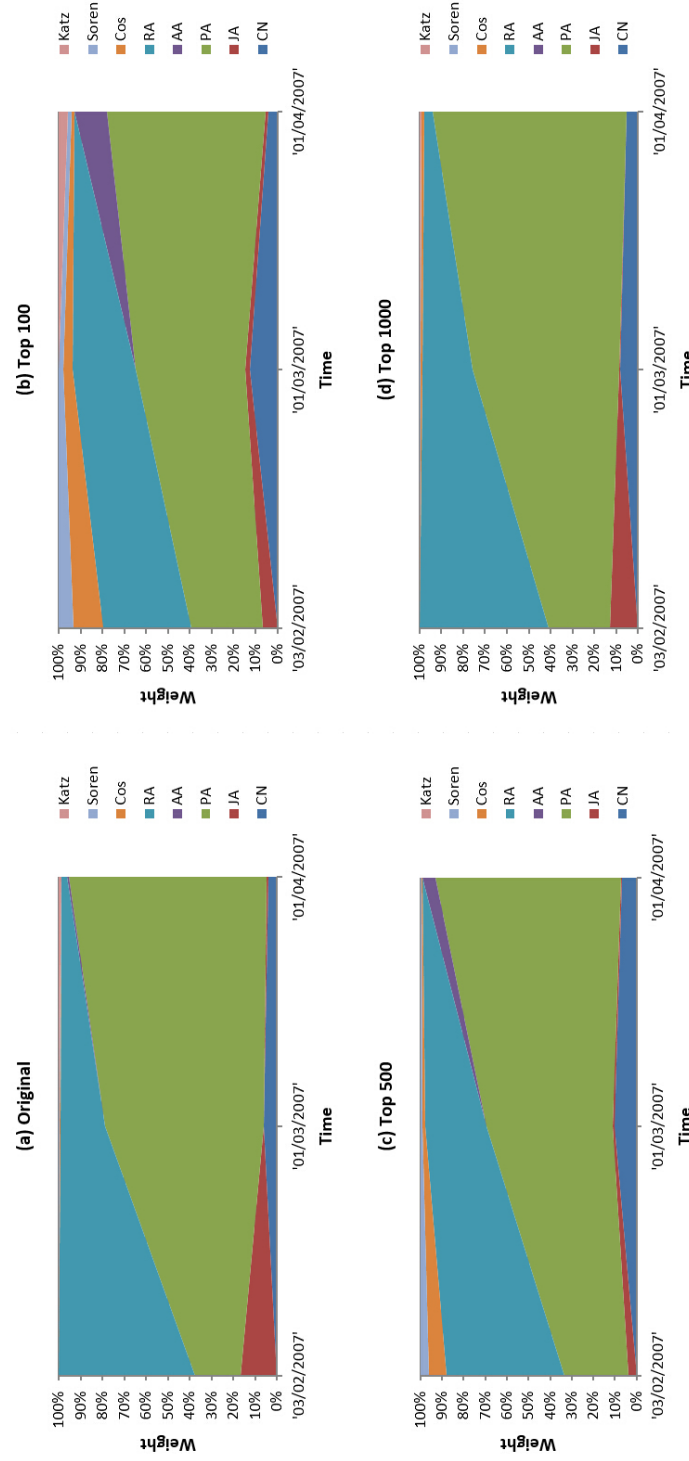 (a) Original
100%
90%
80%
70%
60%
50%
40%
30%
20%
10%
0%
Weight
'03/02/2007'
'01/03/2007'
'01/04/2007'
Time
Katz
Soren
Cos
RA
AA
PA
JA
CN
(b) Top 100
100%
90%
80%
70%
60%
50%
40%
30%
20%
10%
0%
Weight
'03/02/2007'
'01/03/2007'
'01/04/2007'
Time
Katz
Soren
Cos
RA
AA
PA
JA
CN
(c) Top 500
100%
90%
80%
70%
60%
50%
40%
30%
20%
10%
0%
Weight
'03/02/2007'
'01/03/2007'
'01/04/2007'
Time
Katz
Soren
Cos
RA
AA
PA
JA
CN
(d) Top 1000
100%
90%
80%
70%
60%
50%
40%
30%
20%
10%
0%
Weight
'03/02/2007'
'01/03/2007'
'01/04/2007'
Time
Katz
Soren
Cos
RA
AA
PA
JA
CN